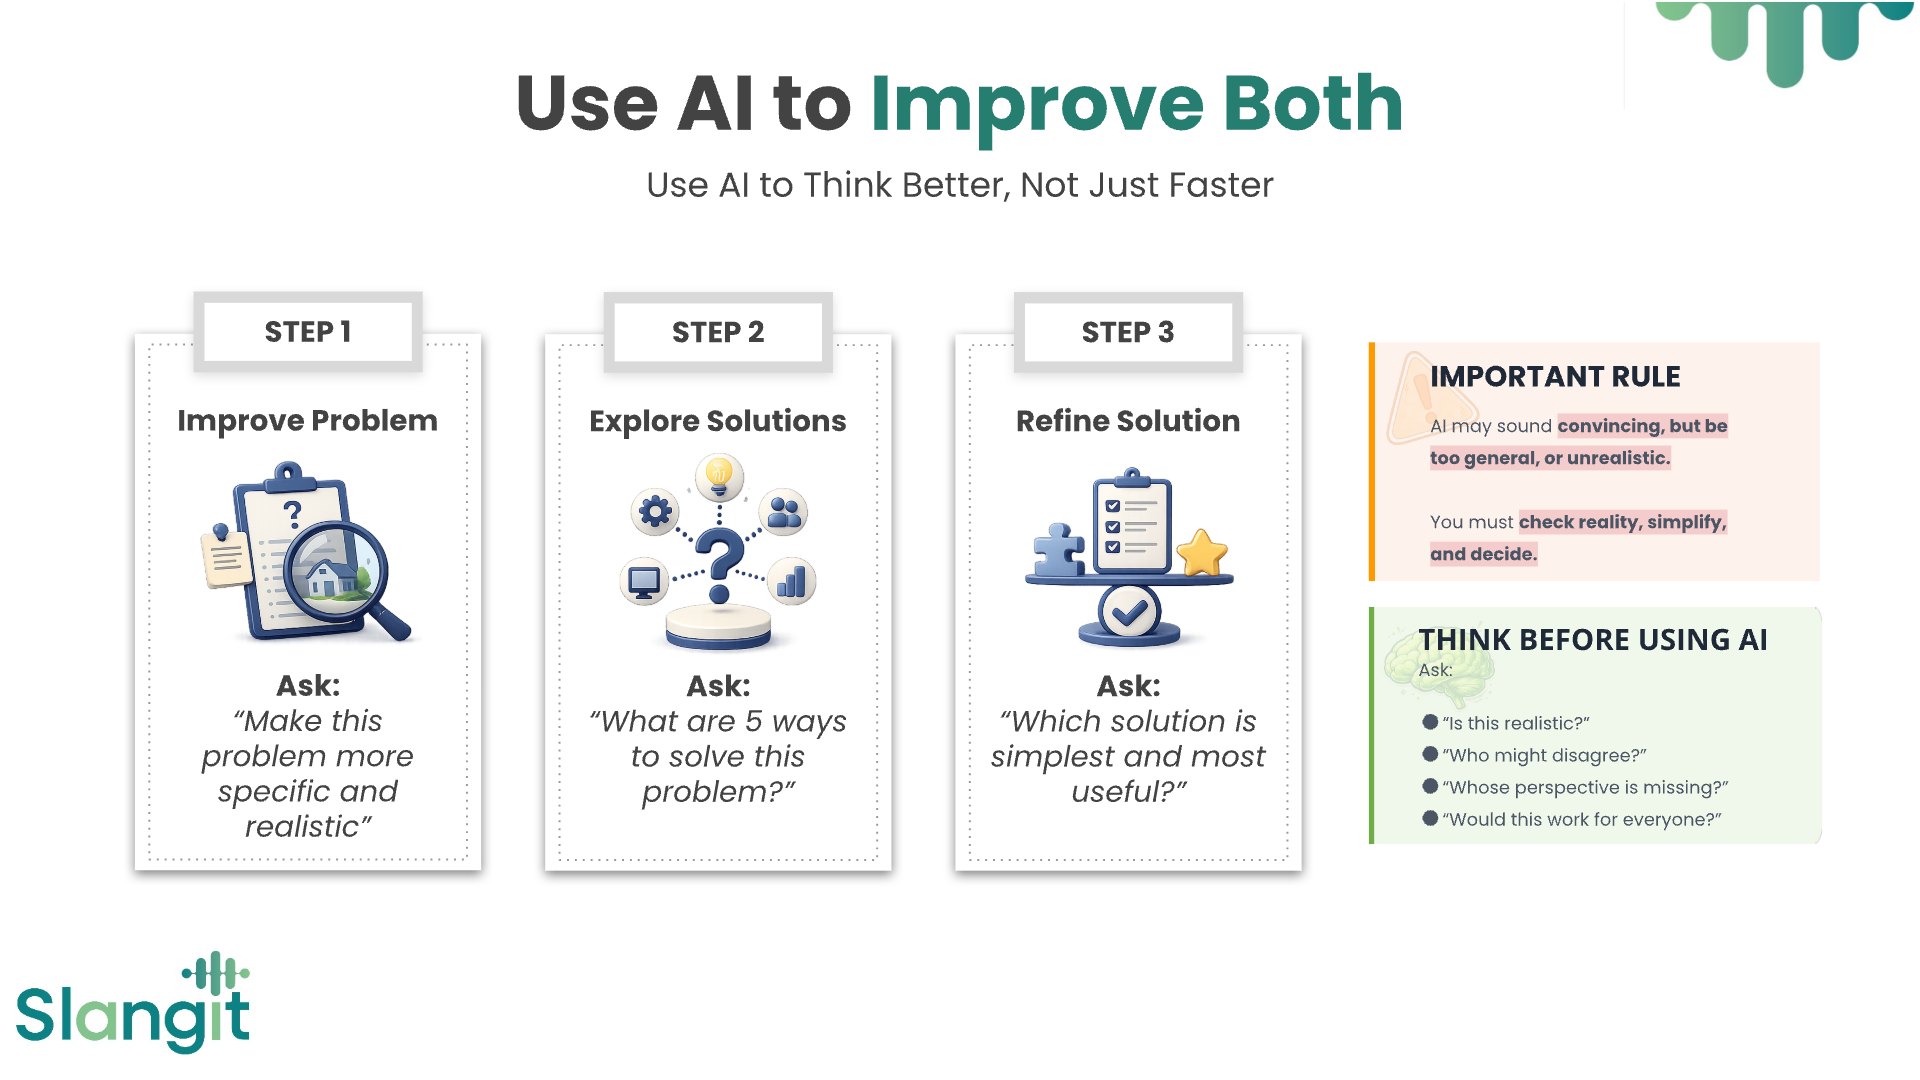 Use AI to Improve Both
Use AI to Think Better, Not Just Faster
STEP 1
Improve Problem
?
Ask:
“Make this
problem more
specific and
realistic”
STEP 2
Explore Solutions
?
Ask:
“What are 5 ways
to solve this
problem?”
STEP 3
Refine Solution
Ask:
“Which solution is
simplest and most
useful?”
IMPORTANT RULE
AI may sound convincing, but be
too general, or unrealistic.
You must check reality, simplify,
and decide.
THINK BEFORE USING AI
Ask:
● “Is this realistic?”
● “Who might disagree?”
● “Whose perspective is missing?”
● “Would this work for everyone?”
Slangit